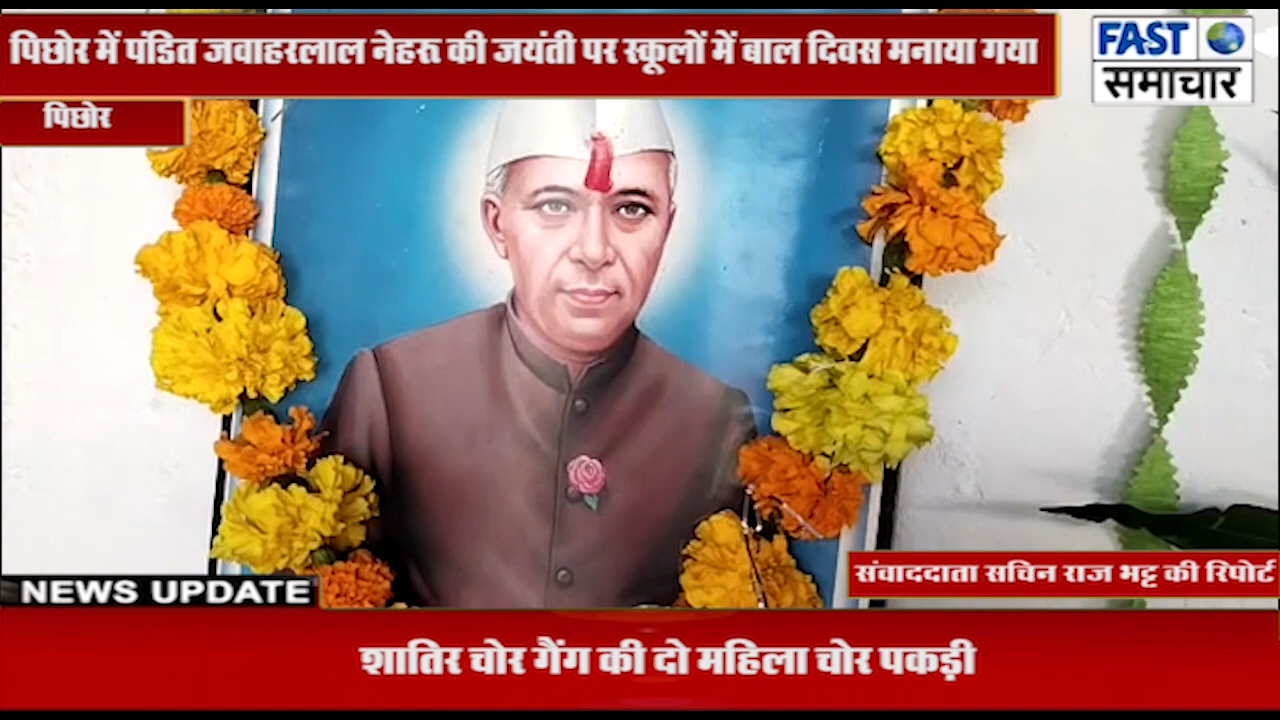 पिछोर में पंडित जवाहरलाल नेहरू की जयंती पर स्कूलों में बाल दिवस मनाया गया
FAST
समाचार
पिछोर
संवाददाता सचिन राज भट्ट की रिपोर्ट
NEWS UPDATE
शातिर चोर गैंग की दो महिला चोर पकड़ी